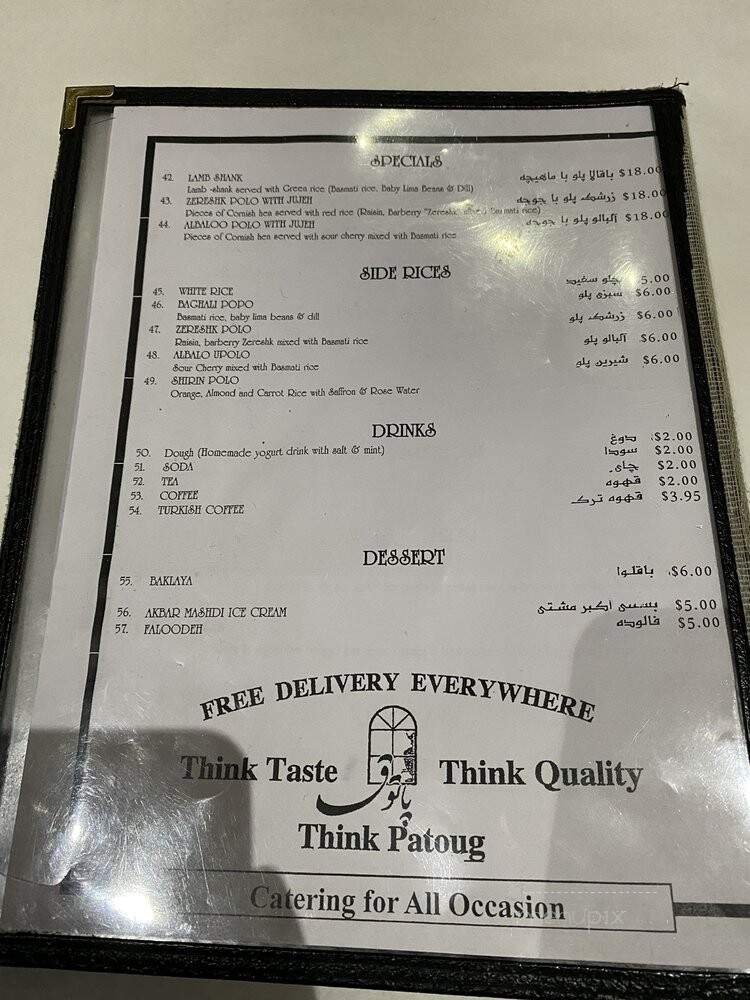 SPECIALS
42. LAMB SHANK باقالا پلو با ماهیچه $18.00
Lamb -shank served with Green rice (Basmati rice, Baby Lima Beans & Dill)
43. ZERESHK POLO WITH JUJEH زرشک پلو با جوجه $18.00
Pieces of Cornish hen served with red rice (Raisin, Barberry "Zereshk" mixed Basmati rice)
44. ALBALOO POLO WITH JUJEH آلبالو پلو با جوجه $18.00
Pieces of Cornish hen served with sour cherry mixed with Basmati rice
SIDE RICES
45. WHITE RICE چلو سفید 5.00
46. BAGHALI POPO سبزی پلو $6.00
Basmati rice, baby lima beans & dill
47. ZERESHK POLO زرشک پلو $6.00
Raisin, barberry Zereshk mixed with Basmati rice
48. ALBALO UPOLO آلبالو پلو $6.00
Sour Cherry mixed with Basmati rice
49. SHIRIN POLO شیرین پلو $6.00
Orange, Almond and Carrot Rice with Saffron & Rose Water
DRINKS
50. Dough (Homemade yogurt drink with salt & mint) دوغ $2.00
51. SODA سودا $2.00
52. TEA چای $2.00
53. COFFEE قهوه $2.00
54. TURKISH COFFEE قهوه ترک $3.95
DESSERT
55. BAKLAYA باقلوا $6.00
56. AKBAR MASHDI ICE CREAM بستنی اکبر مشتی $5.00
57. FALOODEH فالوده $5.00
FREE DELIVERY EVERYWHERE
Think Taste پاتوق Think Quality
Think Patoug
Catering for All Occasion